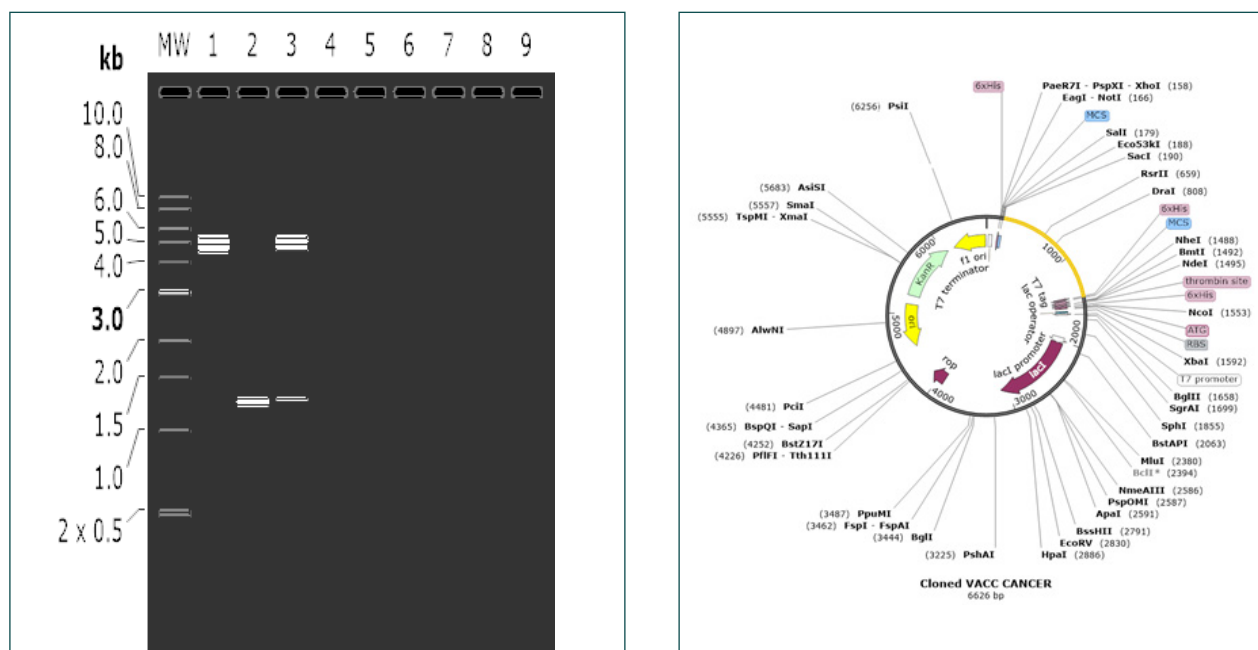 MW 1 2 3 4 5 6 7 8 9
kb
10.0
8.0
6.0
5.0
4.0
3.0
2.0
1.5
1.0
2 x 0.5
6xHis
PaeR7I - PspXI - XhoI (158)
EagI - NotI (166)
MCS
SalI (179)
Eco53kI (188)
SacI (190)
RsrII (659)
DraI (808)
6xHis
MCS
NheI (1488)
BmtI (1492)
NdeI (1495)
thrombin site
6xHis
NcoI (1553)
ATG
RBS
XbaI (1592)
T7 promoter
BglII (1658)
SgrAI (1699)
SphI (1855)
BstAPI (2063)
MluI (2380)
BclI* (2394)
NmeAIII (2586)
PspOMI (2587)
ApaI (2591)
BssHII (2791)
EcoRV (2830)
HpaI (2886)
(3225) PshAI
(3444) BglI
(3462) FspI - FspAI
(3487) PpuMI
(4226) PflFI - Tth111I
(4252) BstZ17I
(4365) BspQI - SapI
(4481) PciI
(4897) AlwNI
(5555) TspMI - XmaI
(5557) SmaI
(5683) AsiSI
(6256) PsiI
1000
2000
3000
4000
5000
6000
f1 ori
KanR
T7 terminator
ori
rop
lacI
lacI promoter
lac operator
T7 tag
Cloned VACC CANCER
6626 bp